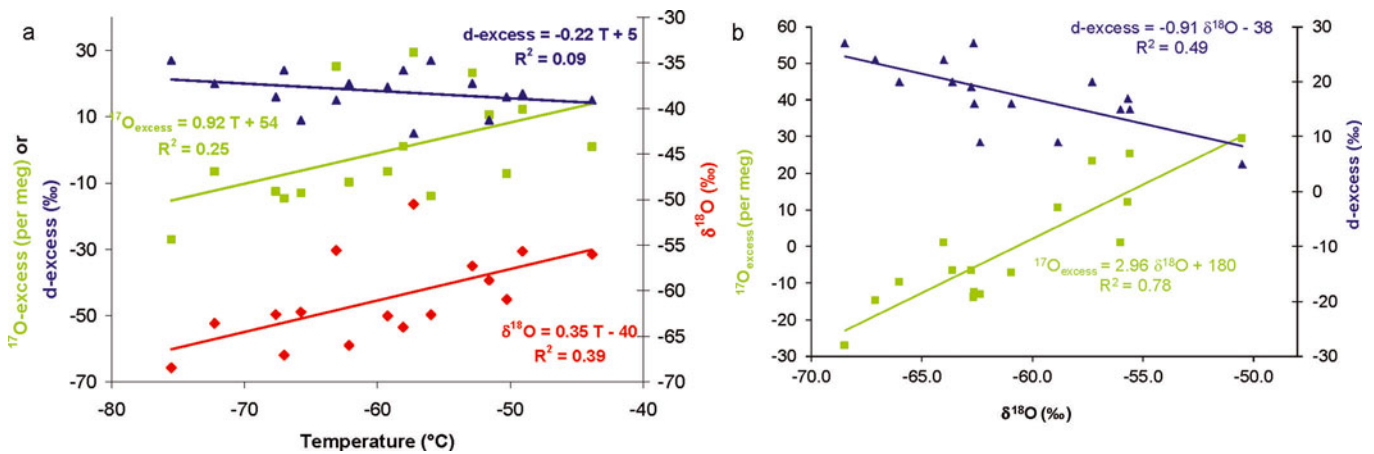 a
d-excess = -0.22 T + 5
R² = 0.09
¹⁷Oexcess = 0.92 T + 54
R² = 0.25
δ¹⁸O = 0.35 T - 40
R² = 0.39
30
10
-10
-30
-50
-70
¹⁷O-excess (per meg) or
d-excess (‰)
-35
-40
-45
-50
-55
-60
-65
-70
δ¹⁸O (‰)
-80
-70
-60
-50
-40
Temperature (°C)
b
d-excess = -0.91 δ¹⁸O - 38
R² = 0.49
¹⁷Oexcess = 2.96 δ¹⁸O + 180
R² = 0.78
60
50
40
30
20
10
0
-10
-20
-30
¹⁷Oexcess (per meg)
30
20
10
0
-10
-20
-30
d-excess (‰)
-70.0
-65.0
-60.0
-55.0
-50.0
δ¹⁸O (‰)